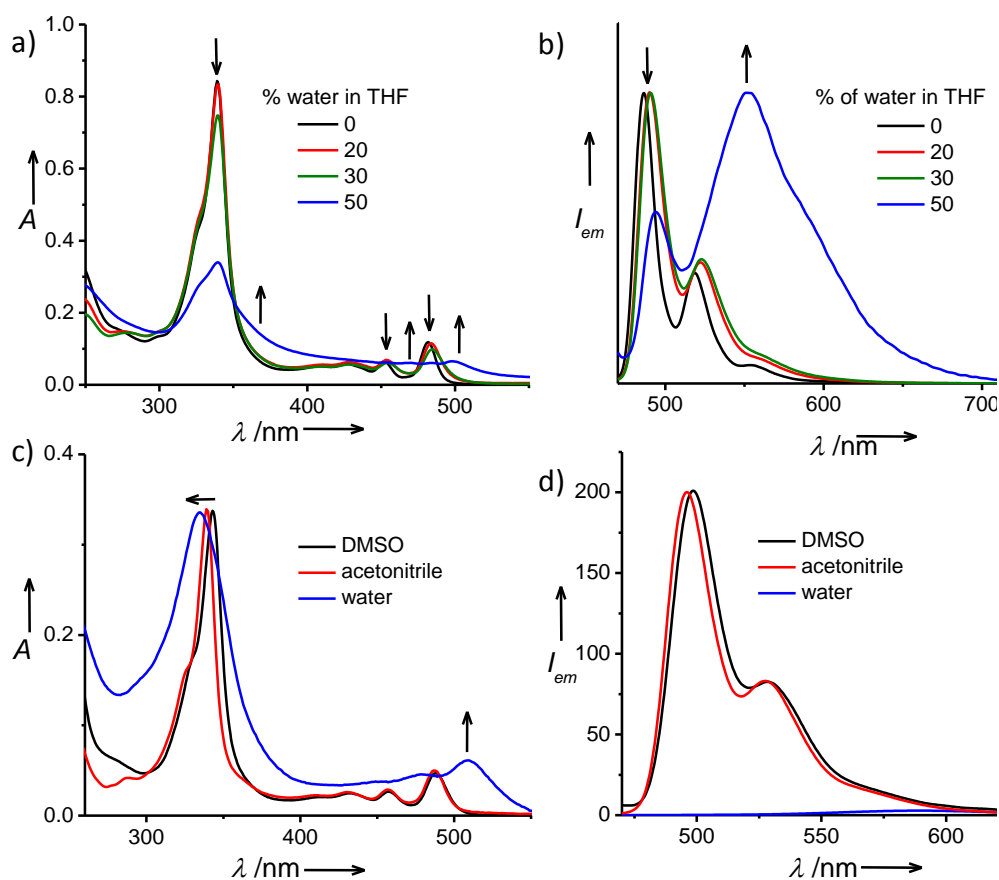 a)
1.0
0.8
0.6
0.4
0.2
0.0
A
% water in THF
0
20
30
50
300
400
500
λ /nm
b)
% of water in THF
0
20
30
50
I_em
500
600
700
λ /nm
c)
0.4
0.2
0.0
A
DMSO
acetonitrile
water
300
400
500
λ /nm
d)
200
150
100
50
0
I_em
DMSO
acetonitrile
water
500
550
600
λ /nm